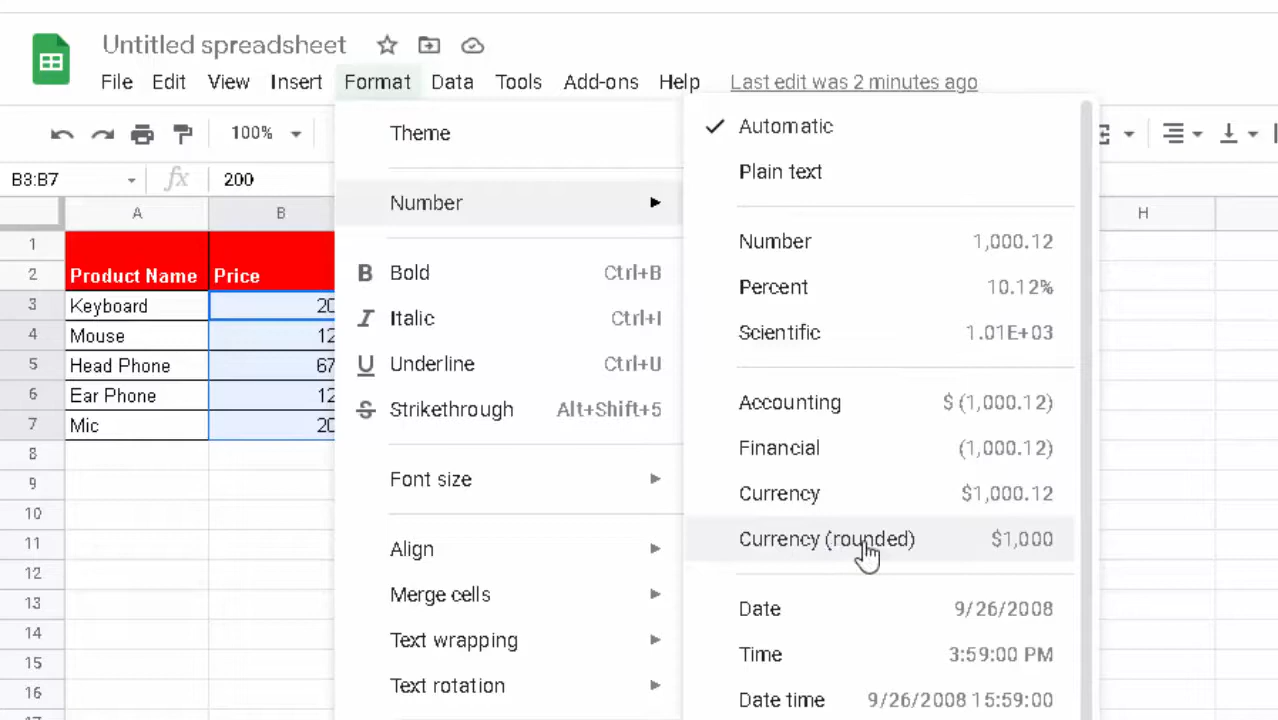 Untitled spreadsheet
File Edit View Insert Format Data Tools Add-ons Help Last edit was 2 minutes ago
100%
B3:B7 fx 200
A B H
1
2 Product Name Price
3 Keyboard
4 Mouse
5 Head Phone
6 Ear Phone
7 Mic
8
9
10
11
12
13
14
15
16
Theme
Number
B Bold Ctrl+B
I Italic Ctrl+I
U Underline Ctrl+U
S Strikethrough Alt+Shift+5
Font size
Align
Merge cells
Text wrapping
Text rotation
Automatic
Plain text
Number 1,000.12
Percent 10.12%
Scientific 1.01E+03
Accounting $ (1,000.12)
Financial (1,000.12)
Currency $1,000.12
Currency (rounded) $1,000
Date 9/26/2008
Time 3:59:00 PM
Date time 9/26/2008 15:59:00